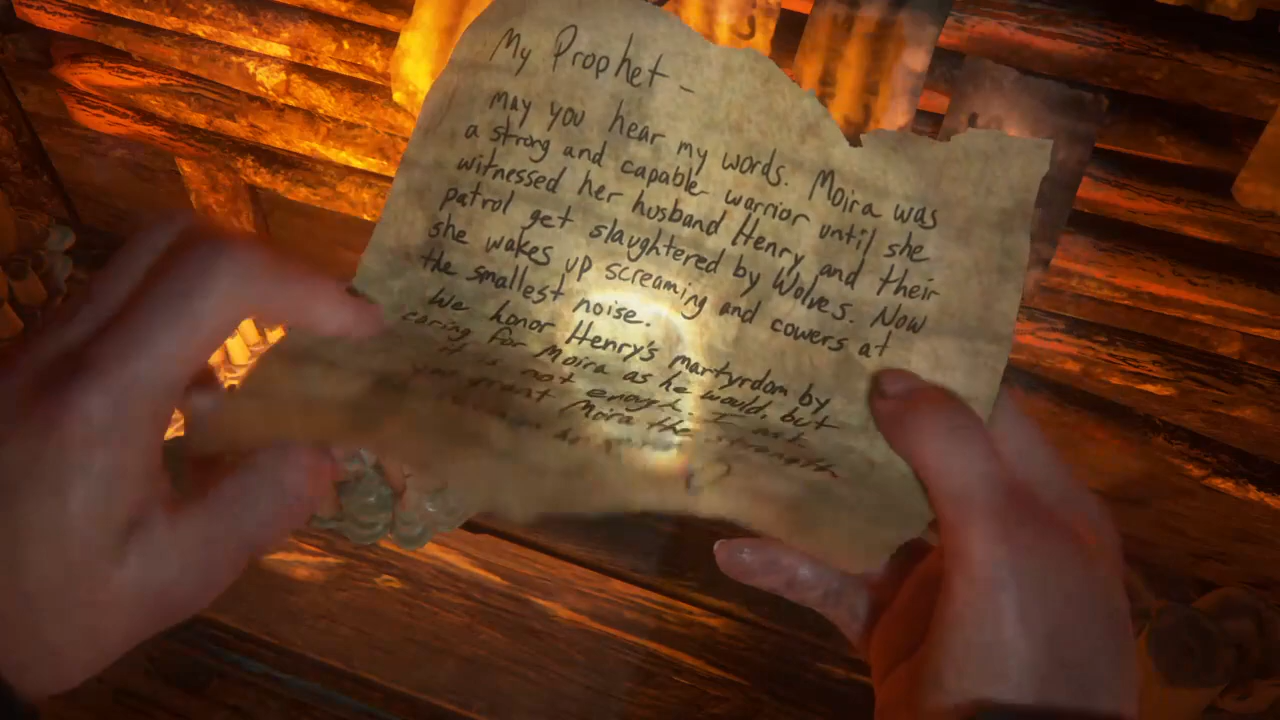 My Prophet -
May you hear my words. Moira was
a strong and capable warrior until she
witnessed her husband Henry and their
patrol get slaughtered by Wolves. Now
she wakes up screaming and cowers at
the smallest noise.
We honor Henry's martyrdom by
caring for Moira as he would, but
it is not enough. I ask
you grant Moira the strength